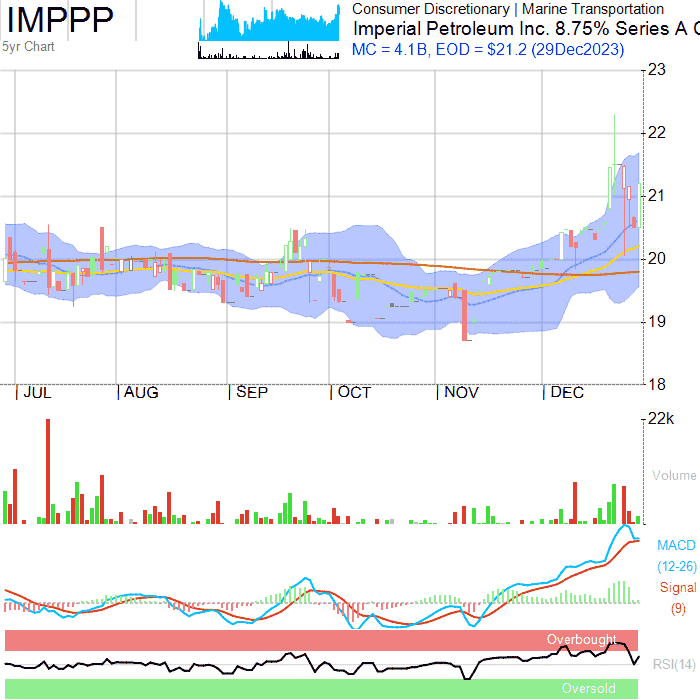 IMPPP
5yr Chart
Consumer Discretionary | Marine Transportation
Imperial Petroleum Inc. 8.75% Series A
MC = 4.1B, EOD = $21.2 (29Dec2023)
23
22
21
20
19
18
JUL AUG SEP OCT NOV DEC
22k
Volume
MACD
(12-26)
Signal
(9)
Overbought
RSI(14)
Oversold